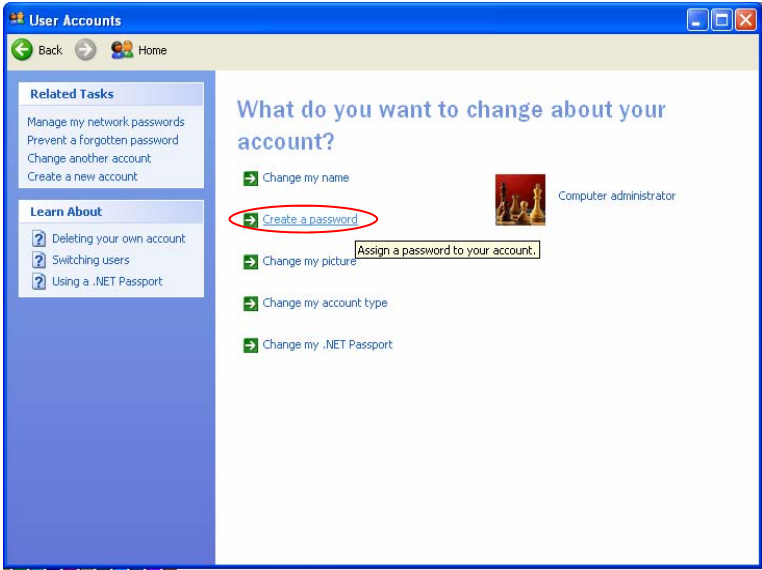 User Accounts
Back Home
Related Tasks
Manage my network passwords
Prevent a forgotten password
Change another account
Create a new account
Learn About
Deleting your own account
Switching users
Using a .NET Passport
What do you want to change about your
account?
Change my name
Create a password
Assign a password to your account.
Change my picture
Change my account type
Change my .NET Passport
Computer administrator